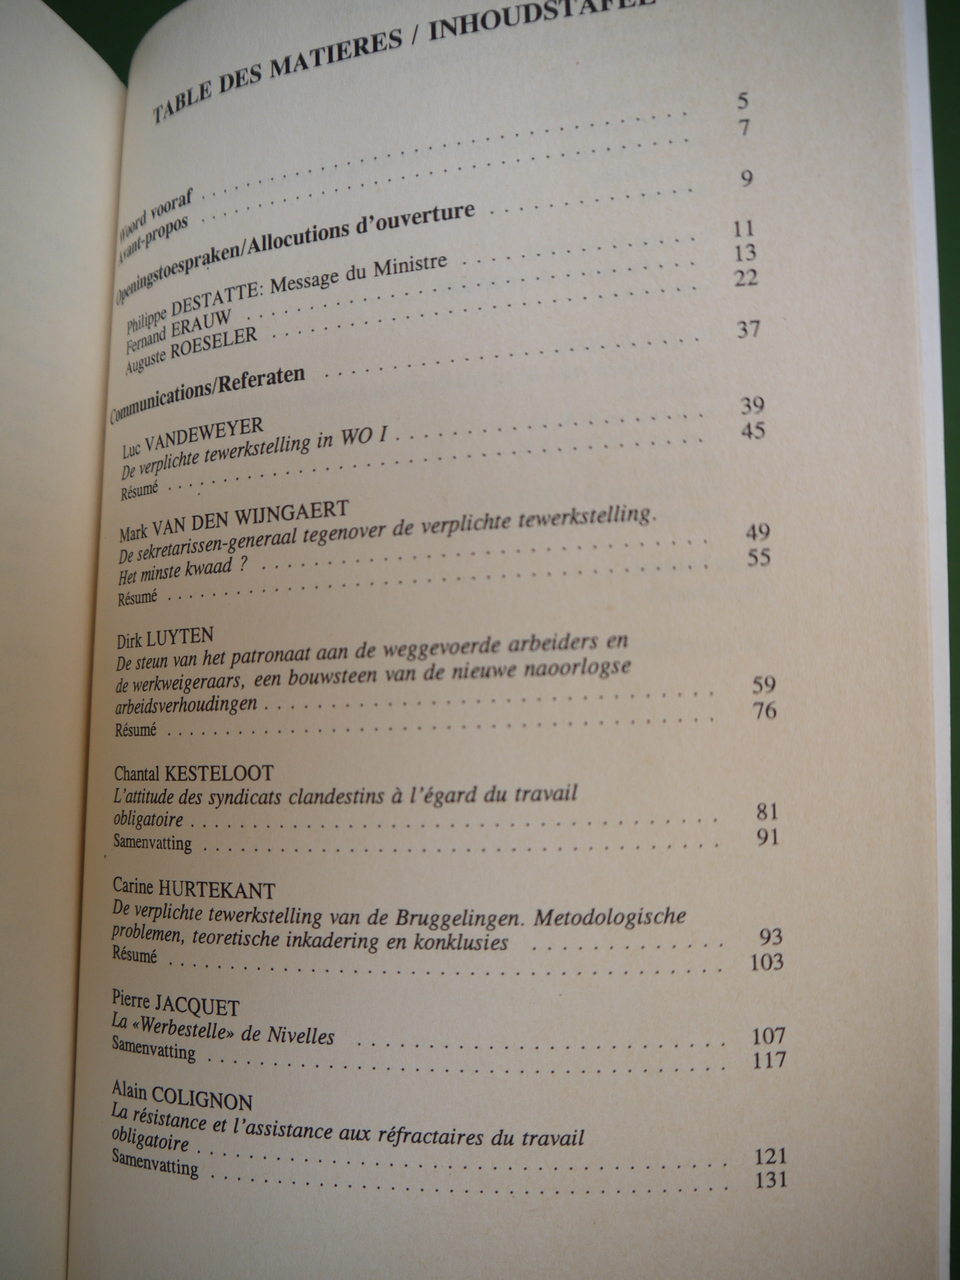 TABLE DES MATIERES / INHOUDSTAFEL
Woord vooraf . . . . . . . . . . . . . . . . . . . . . . . . . . . . . . 5
Avant-propos . . . . . . . . . . . . . . . . . . . . . . . . . . . . . . 7
Openingstoespraken/Allocutions d'ouverture . . . . . . . . . . . . 9
Philippe DESTATTE: Message du Ministre . . . . . . . . . . . . . 11
Fernand ERAUW . . . . . . . . . . . . . . . . . . . . . . . . . . 13
Auguste ROESELER . . . . . . . . . . . . . . . . . . . . . . . . 22
Communications/Referaten . . . . . . . . . . . . . . . . . . . . . 37
Luc VANDEWEYER
De verplichte tewerkstelling in WO I . . . . . . . . . . . . . . . . . 39
Résumé . . . . . . . . . . . . . . . . . . . . . . . . . . . . . . . . 45
Mark VAN DEN WIJNGAERT
De sekretarissen-generaal tegenover de verplichte tewerkstelling.
Het minste kwaad ? . . . . . . . . . . . . . . . . . . . . . . . . . 49
Résumé . . . . . . . . . . . . . . . . . . . . . . . . . . . . . . . . 55
Dirk LUYTEN
De steun van het patronaat aan de weggevoerde arbeiders en
de werkweigeraars, een bouwsteen van de nieuwe naoorlogse
arbeidsverhoudingen . . . . . . . . . . . . . . . . . . . . . . . . . 59
Résumé . . . . . . . . . . . . . . . . . . . . . . . . . . . . . . . . 76
Chantal KESTELOOT
L'attitude des syndicats clandestins à l'égard du travail
obligatoire . . . . . . . . . . . . . . . . . . . . . . . . . . . . . . 81
Samenvatting . . . . . . . . . . . . . . . . . . . . . . . . . . . . . 91
Carine HURTEKANT
De verplichte tewerkstelling van de Bruggelingen. Metodologische
problemen, teoretische inkadering en konklusies . . . . . . . . . . . 93
Résumé . . . . . . . . . . . . . . . . . . . . . . . . . . . . . . . . 103
Pierre JACQUET
La «Werbestelle» de Nivelles . . . . . . . . . . . . . . . . . . . . 107
Samenvatting . . . . . . . . . . . . . . . . . . . . . . . . . . . . . 117
Alain COLIGNON
La résistance et l'assistance aux réfractaires du travail
obligatoire . . . . . . . . . . . . . . . . . . . . . . . . . . . . . . 121
Samenvatting . . . . . . . . . . . . . . . . . . . . . . . . . . . . . 131